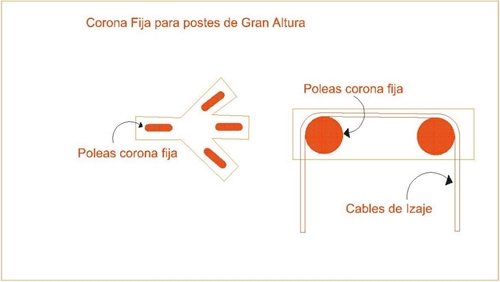 Corona Fija para postes de Gran Altura
Poleas corona fija
Poleas corona fija
Cables de Izaje